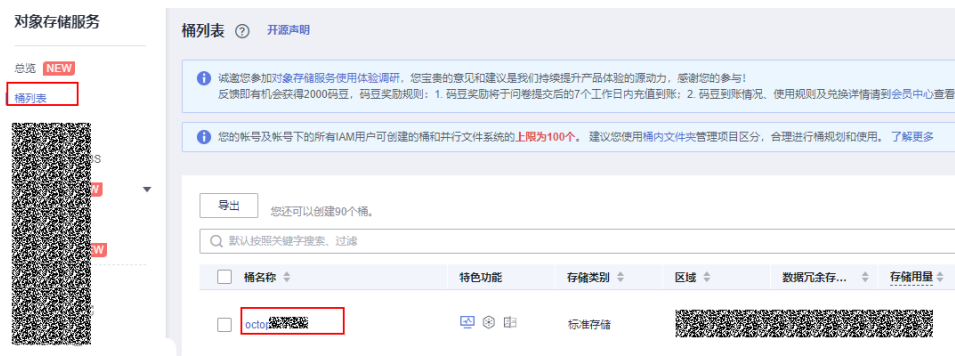 对象存储服务
总览 NEW
桶列表
桶列表 ? 开源声明
诚邀您参加对象存储服务使用体验调研，您宝贵的意见和建议是我们持续提升产品体验的源动力，感谢您的参与！
反馈即有机会获得2000码豆，码豆奖励规则：1. 码豆奖励将于问卷提交后的7个工作日内充值到账；2. 码豆到账情况、使用规则及兑换详情请到会员中心查看
您的帐号及帐号下的所有IAM用户可创建的桶和并行文件系统的上限为100个。 建议您使用桶内文件夹管理项目区分，合理进行桶规划和使用。 了解更多
导出 您还可以创建90个桶。
默认按照关键字搜索、过滤
桶名称 特色功能 存储类别 区域 数据冗余存... 存储用量
标准存储